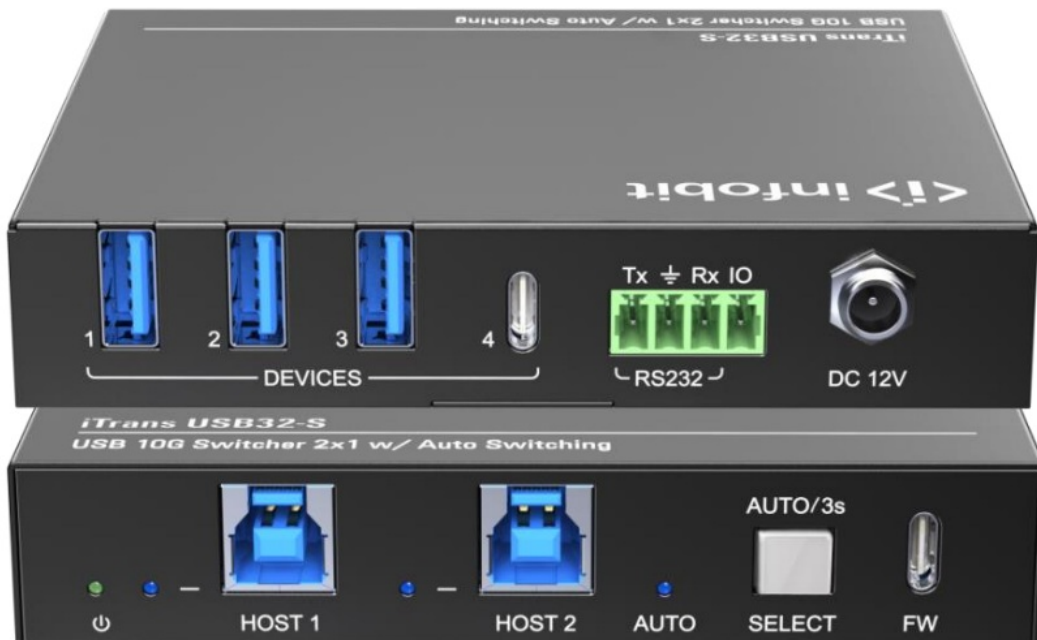 USB 10G Switcher 2x1 w/ Auto Switching
iTrans USB32-S
infobit
Tx Rx IO
1 2 3 4
DEVICES
RS232
DC 12V
iTrans USB32-S
USB 10G Switcher 2x1 w/ Auto Switching
AUTO/3s
HOST 1 HOST 2 AUTO SELECT FW